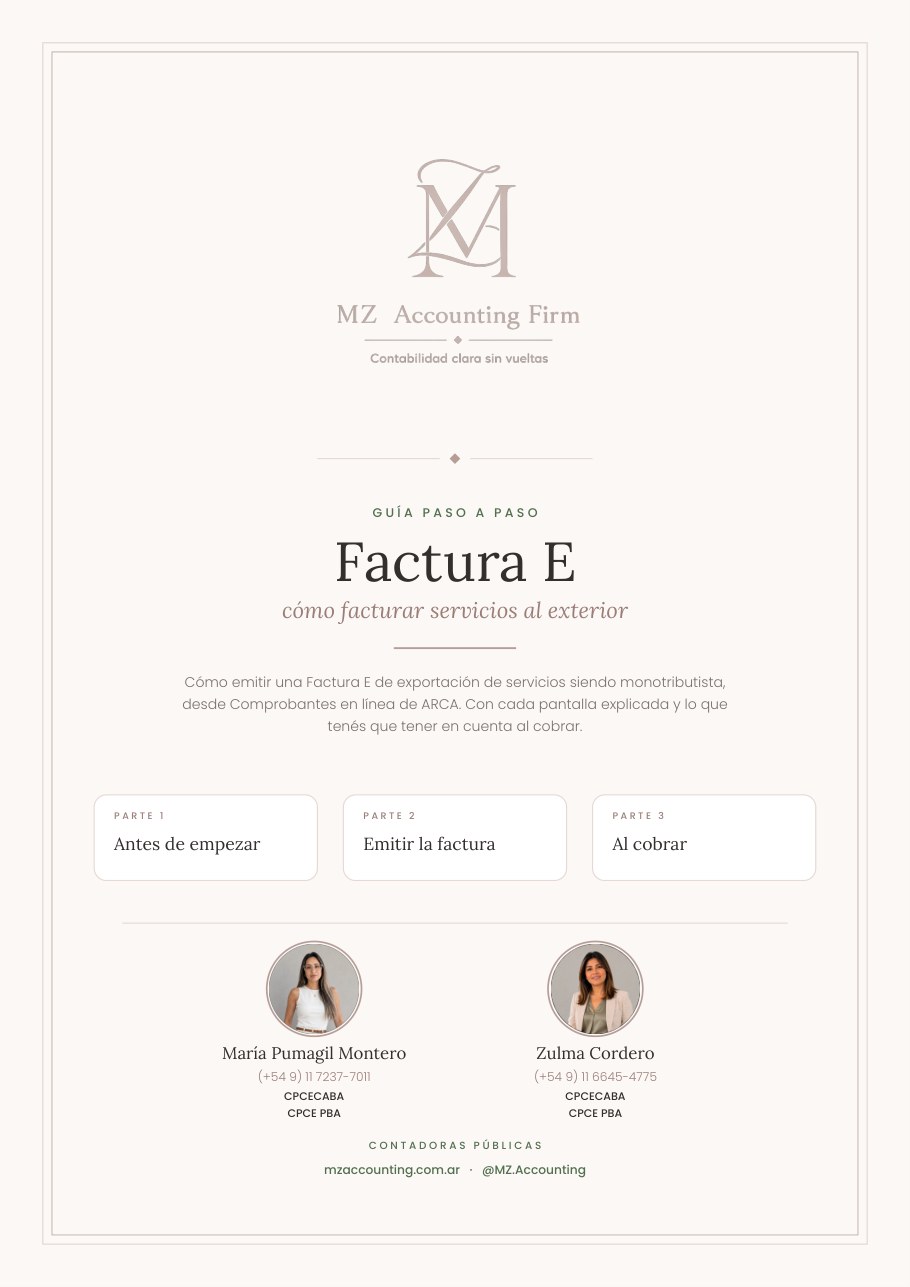 MZ Accounting Firm
Contabilidad clara sin vueltas
GUÍA PASO A PASO
Factura E
cómo facturar servicios al exterior
Cómo emitir una Factura E de exportación de servicios siendo monotributista,
desde Comprobantes en línea de ARCA. Con cada pantalla explicada y lo que
tenés que tener en cuenta al cobrar.
PARTE 1
Antes de empezar
PARTE 2
Emitir la factura
PARTE 3
Al cobrar
María Pumagil Montero
(+54 9) 11 7237-7011
CPCECABA
CPCE PBA
Zulma Cordero
(+54 9) 11 6645-4775
CPCECABA
CPCE PBA
CONTADORAS PÚBLICAS
mzaccounting.com.ar · @MZ.Accounting